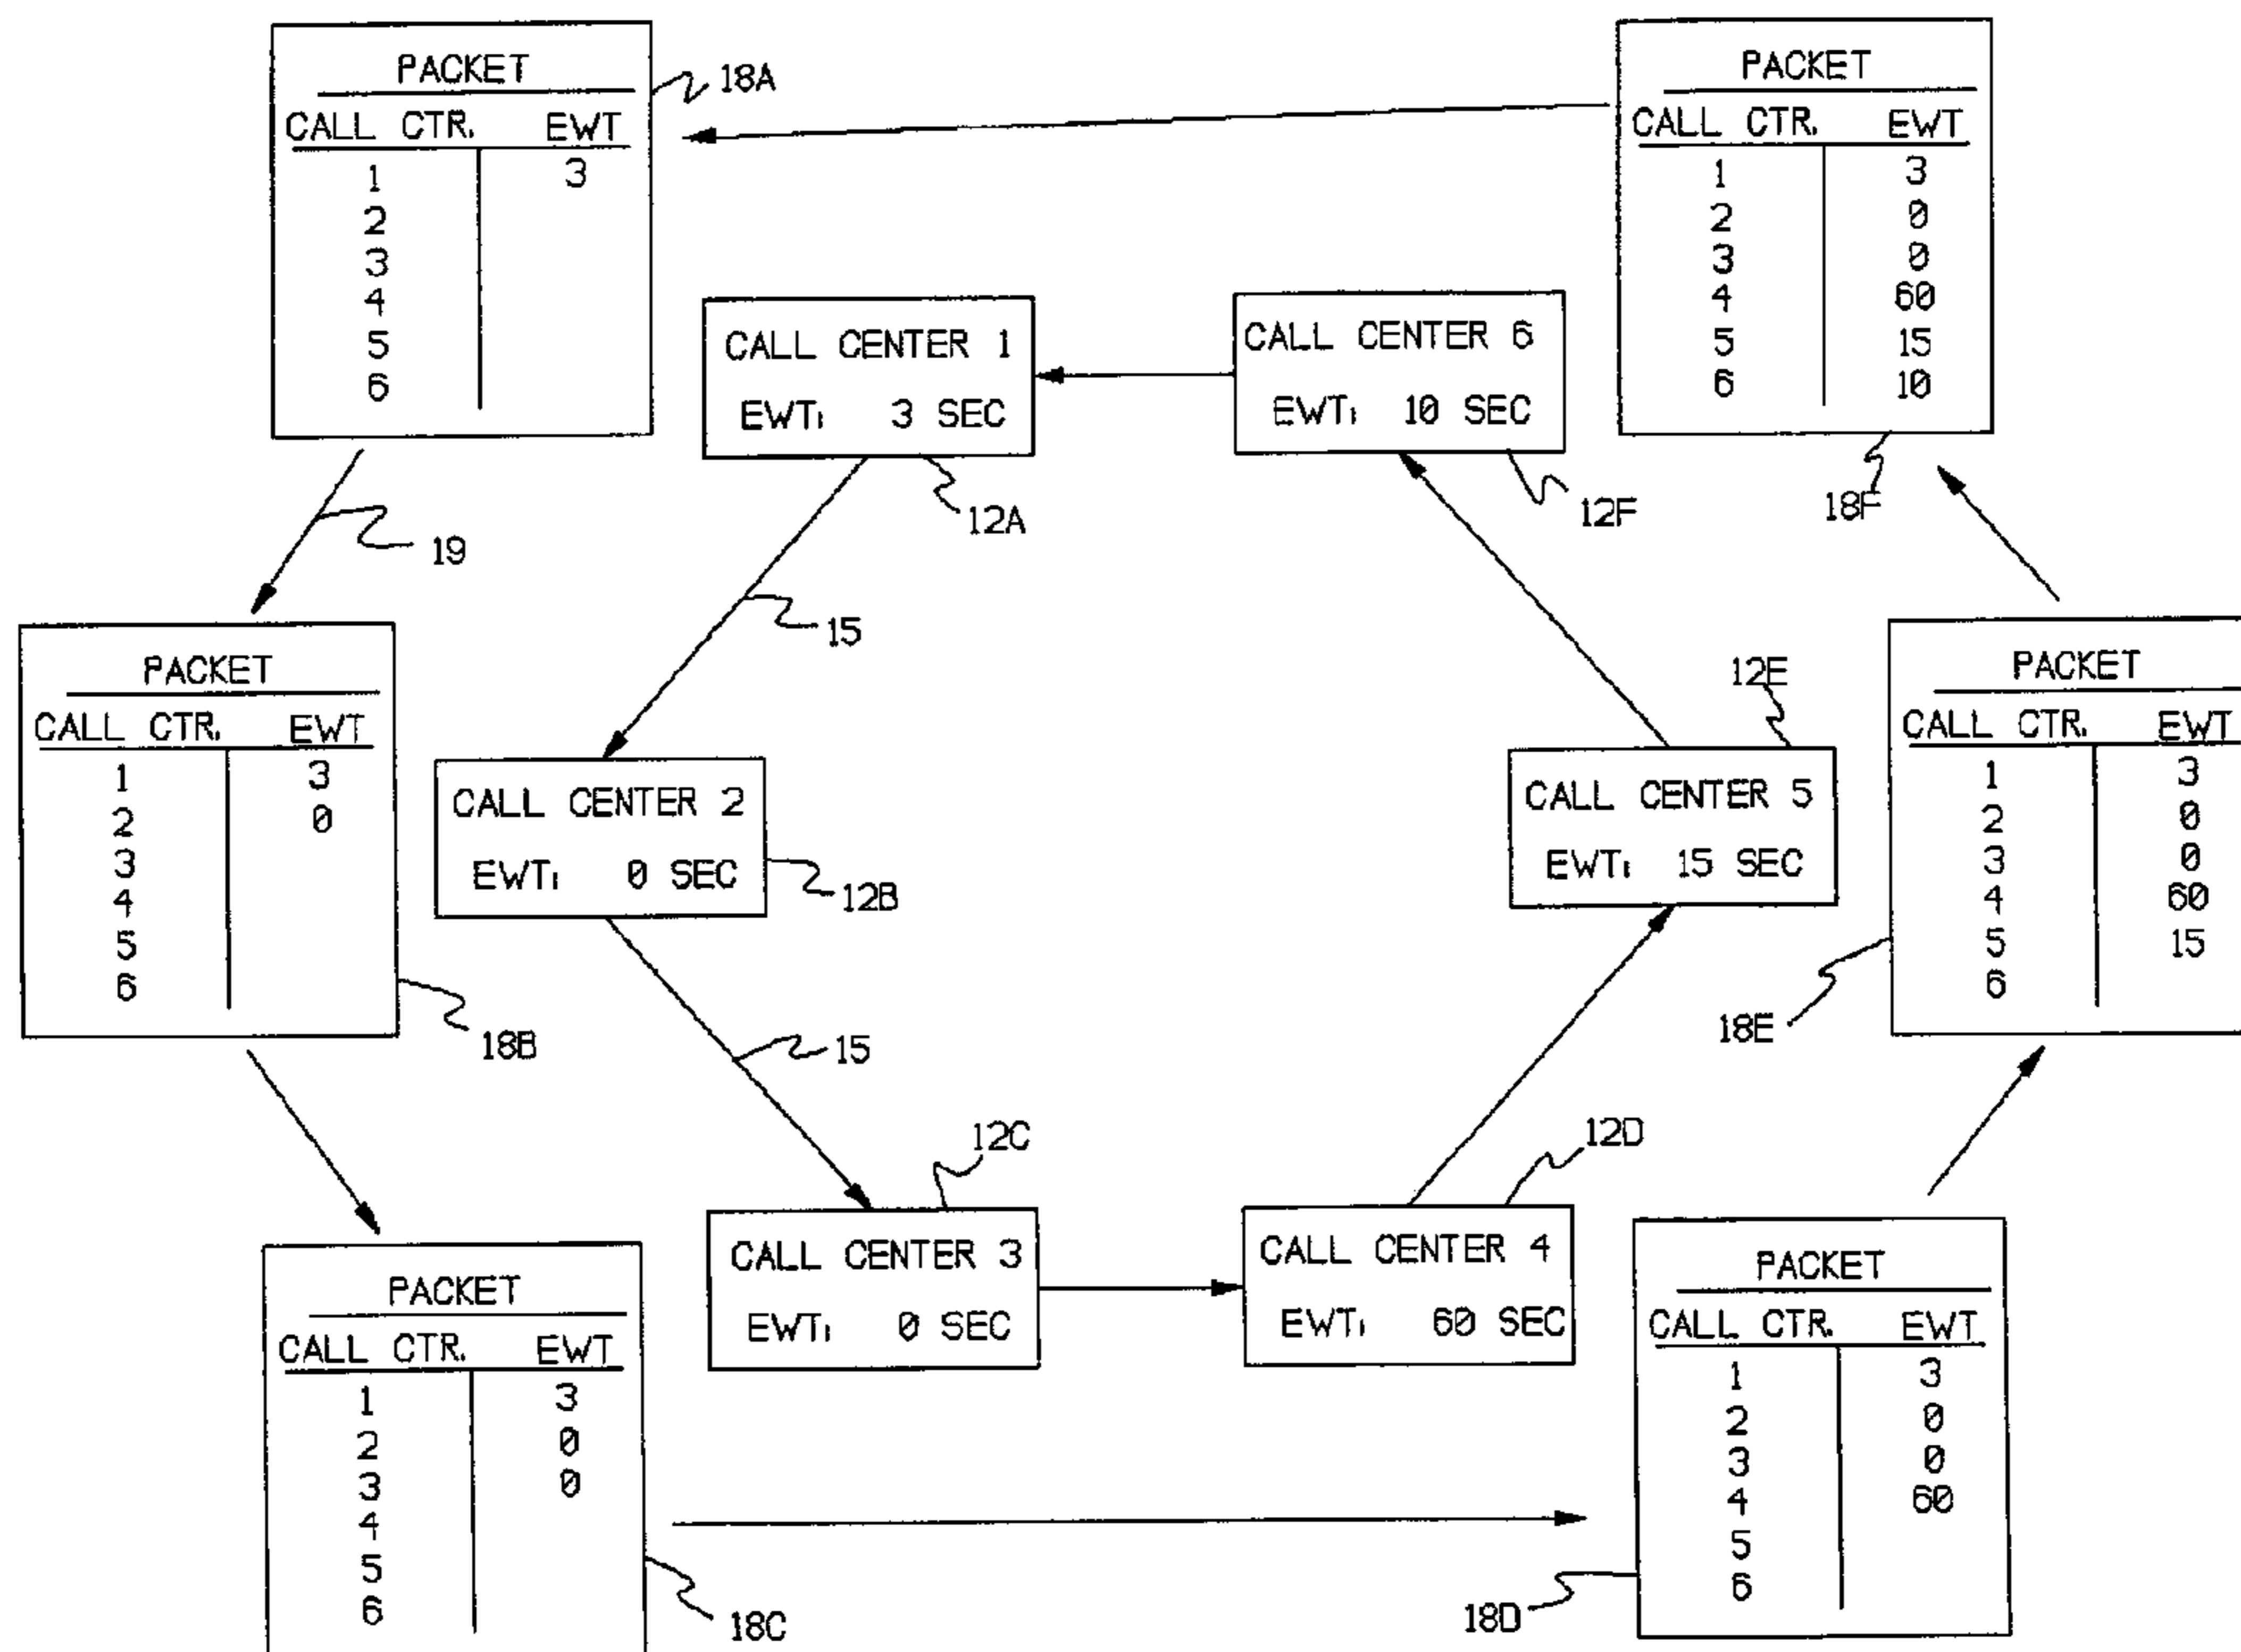 PACKET
CALL CTR. EWT
1 3
2
3
4
5
6
18A
19
PACKET
CALL CTR. EWT
1 3
2 0
3 0
4 60
5 15
6 10
18F
CALL CENTER 1
EWT: 3 SEC
12A
CALL CENTER 6
EWT: 10 SEC
12F
15
PACKET
CALL CTR. EWT
1 3
2 0
3
4
5
6
18B
CALL CENTER 2
EWT: 0 SEC
12B
12E
CALL CENTER 5
EWT: 15 SEC
PACKET
CALL CTR. EWT
1 3
2 0
3 0
4 60
5 15
6
18E
15
12C
CALL CENTER 3
EWT: 0 SEC
12D
CALL CENTER 4
EWT: 60 SEC
PACKET
CALL CTR. EWT
1 3
2 0
3 0
4
5
6
18C
PACKET
CALL CTR. EWT
1 3
2 0
3 0
4 60
5
6
18D